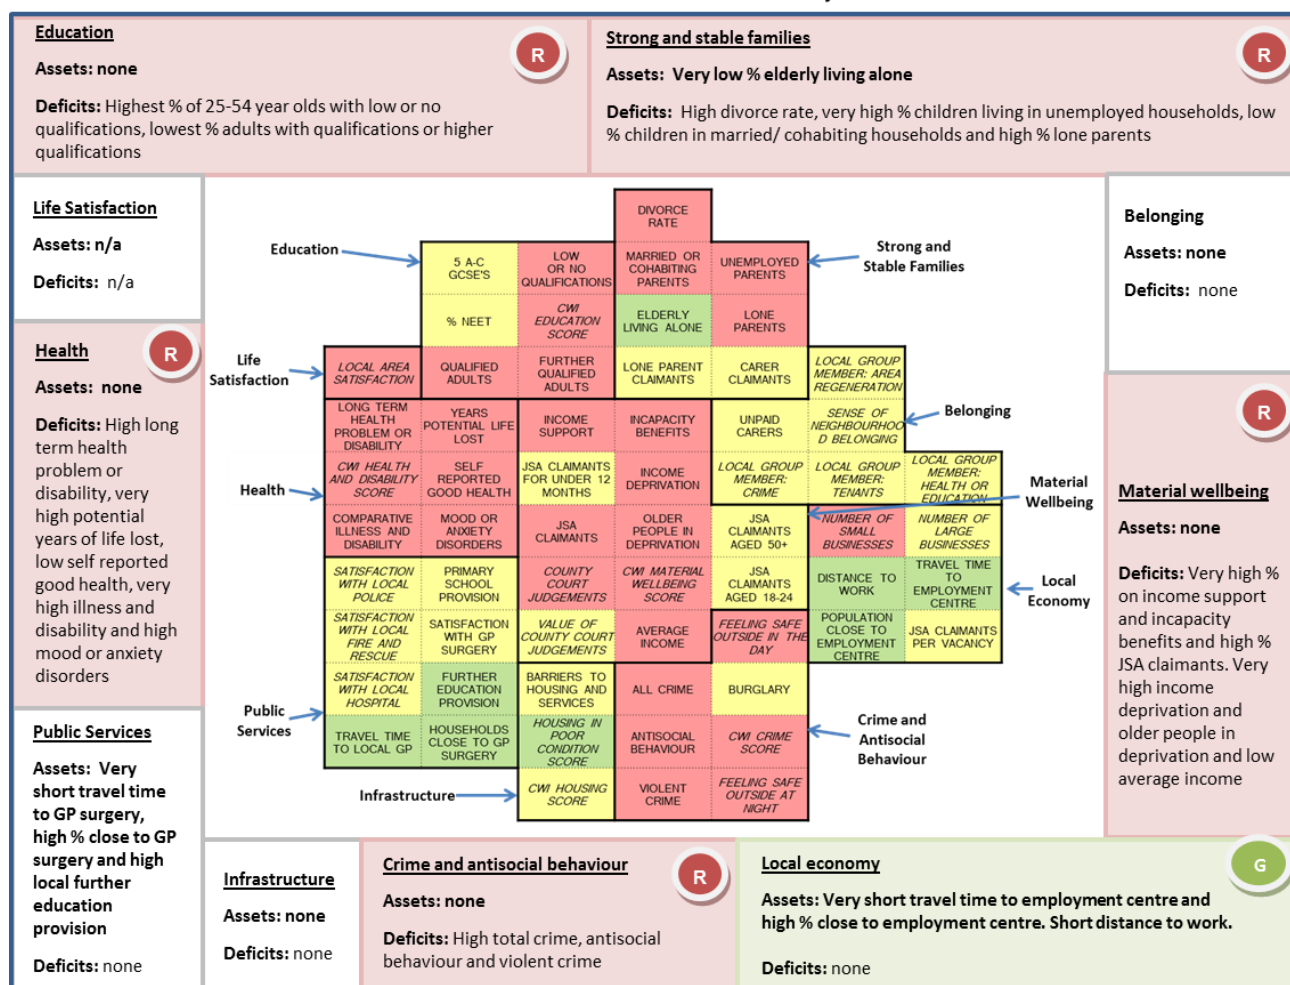 Education
R
Assets: none
Deficits: Highest % of 25-54 year olds with low or no
qualifications, lowest % adults with qualifications or higher
qualifications
Strong and stable families
R
Assets: Very low % elderly living alone
Deficits: High divorce rate, very high % children living in unemployed households, low
% children in married/ cohabiting households and high % lone parents
Life Satisfaction
Assets: n/a
Deficits: n/a
Health
R
Assets: none
Deficits: High long
term health
problem or
disability, very
high potential
years of life lost,
low self reported
good health, very
high illness and
disability and high
mood or anxiety
disorders
Public Services
Assets: Very
short travel time
to GP surgery,
high % close to GP
surgery and high
local further
education
provision
Deficits: none
Education
Life
Satisfaction
Health
Public
Services
Infrastructure
DIVORCE
RATE
5 A-C
GCSE'S
LOW
OR NO
QUALIFICATIONS
MARRIED OR
COHABITING
PARENTS
UNEMPLOYED
PARENTS
% NEET
CWI
EDUCATION
SCORE
ELDERLY
LIVING ALONE
LONE
PARENTS
LOCAL AREA
SATISFACTION
QUALIFIED
ADULTS
FURTHER
QUALIFIED
ADULTS
LONE PARENT
CLAIMANTS
CARER
CLAIMANTS
LOCAL GROUP
MEMBER: AREA
REGENERATION
LONG TERM
HEALTH
PROBLEM OR
DISABILITY
YEARS
POTENTIAL LIFE
LOST
INCOME
SUPPORT
INCAPACITY
BENEFITS
UNPAID
CARERS
SENSE OF
NEIGHBOURHOO
D BELONGING
CWI HEALTH
AND DISABILITY
SCORE
SELF
REPORTED
GOOD HEALTH
JSA CLAIMANTS
FOR UNDER 12
MONTHS
INCOME
DEPRIVATION
LOCAL GROUP
MEMBER:
CRIME
LOCAL GROUP
MEMBER:
TENANTS
LOCAL GROUP
MEMBER:
HEALTH OR
EDUCATION
COMPARATIVE
ILLNESS AND
DISABILITY
MOOD OR
ANXIETY
DISORDERS
JSA
CLAIMANTS
OLDER
PEOPLE IN
DEPRIVATION
JSA
CLAIMANTS
AGED 50+
NUMBER OF
SMALL
BUSINESSES
NUMBER OF
LARGE
BUSINESSES
SATISFACTION
WITH LOCAL
POLICE
PRIMARY
SCHOOL
PROVISION
COUNTY
COURT
JUDGEMENTS
CWI MATERIAL
WELLBEING
SCORE
JSA
CLAIMANTS
AGED 18-24
DISTANCE TO
WORK
TRAVEL TIME
TO
EMPLOYMENT
CENTRE
SATISFACTION
WITH LOCAL
FIRE AND
RESCUE
SATISFACTION
WITH GP
SURGERY
VALUE OF
COUNTY COURT
JUDGEMENTS
AVERAGE
INCOME
FEELING SAFE
OUTSIDE IN THE
DAY
POPULATION
CLOSE TO
EMPLOYMENT
CENTRE
JSA CLAIMANTS
PER VACANCY
SATISFACTION
WITH LOCAL
HOSPITAL
FURTHER
EDUCATION
PROVISION
BARRIERS TO
HOUSING AND
SERVICES
ALL CRIME
BURGLARY
TRAVEL TIME
TO LOCAL GP
HOUSEHOLDS
CLOSE TO GP
SURGERY
HOUSING IN
POOR
CONDITION
SCORE
ANTISOCIAL
BEHAVIOUR
CWI CRIME
SCORE
CWI HOUSING
SCORE
VIOLENT
CRIME
FEELING SAFE
OUTSIDE AT
NIGHT
Strong and
Stable Families
Belonging
Material
Wellbeing
Local
Economy
Crime and
Antisocial
Behaviour
Belonging
Assets: none
Deficits: none
R
Material wellbeing
Assets: none
Deficits: Very high %
on income support
and incapacity
benefits and high %
JSA claimants. Very
high income
deprivation and
older people in
deprivation and low
average income
Infrastructure
Assets: none
Deficits: none
Crime and antisocial behaviour
R
Assets: none
Deficits: High total crime, antisocial
behaviour and violent crime
Local economy
G
Assets: Very short travel time to employment centre and
high % close to employment centre. Short distance to work.
Deficits: none